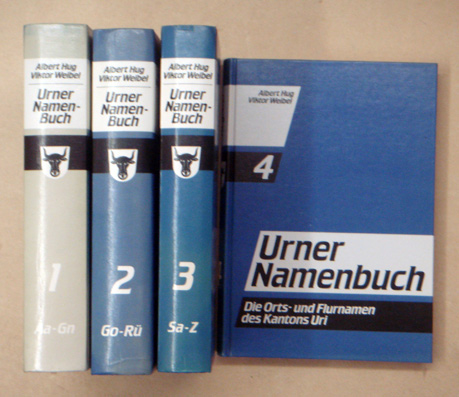 Albert Hug
Viktor Weibel
Urner
Namen-
Buch
1
Aa-Gn
Albert Hug
Viktor Weibel
Urner
Namen-
Buch
2
Go-Rü
Albert Hug
Viktor Weibel
Urner
Namen-
Buch
3
Sa-Z
Albert Hug
Viktor Weibel
4
Urner
Namenbuch
Die Orts- und Flurnamen
des Kantons Uri